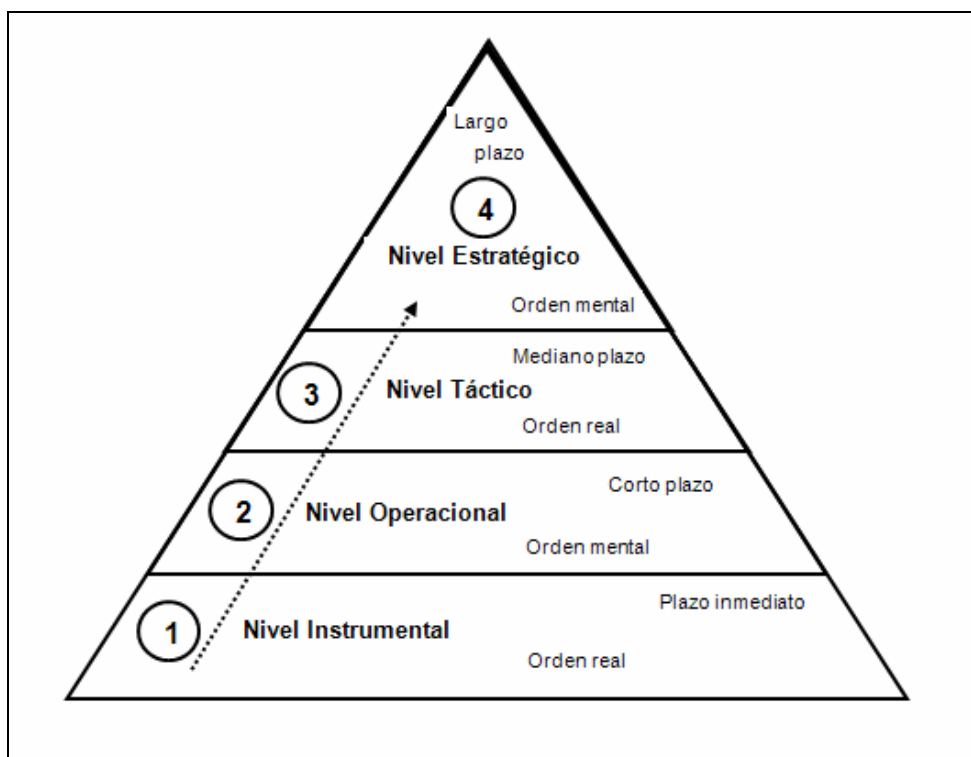 Largo
plazo
4
Nivel Estratégico
Orden mental
Mediano plazo
3
Nivel Táctico
Orden real
Corto plazo
2
Nivel Operacional
Orden mental
Plazo inmediato
1
Nivel Instrumental
Orden real